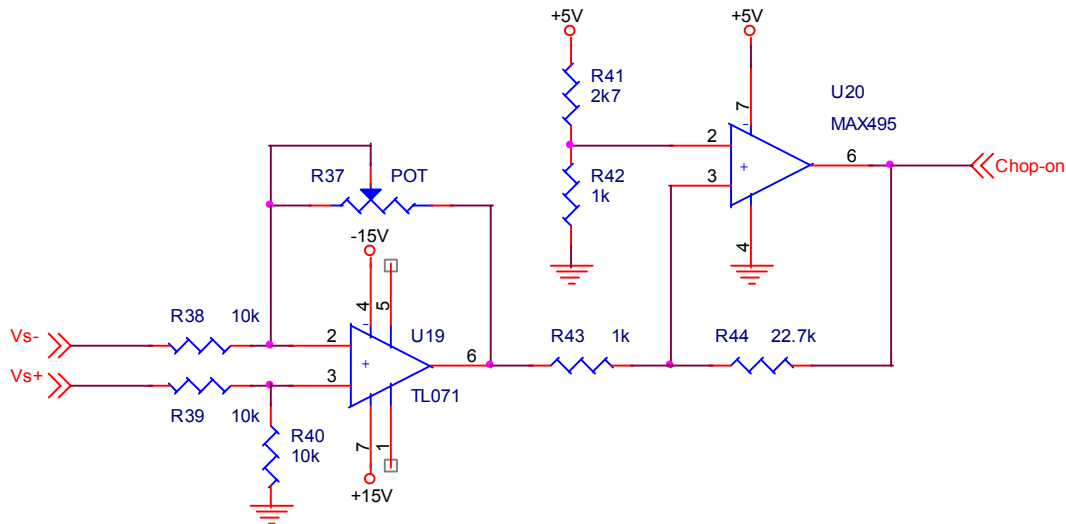 +5V
+5V
R41
2k7
U20
MAX495
7
-
2
+
6
3
Chop-on
R37 POT
R42
1k
4
-15V
4
5
-
U19
Vs-
R38 10k
2
+
6
R43 1k
R44 22.7k
Vs+
3
R39 10k
TL071
R40
10k
7
1
+15V